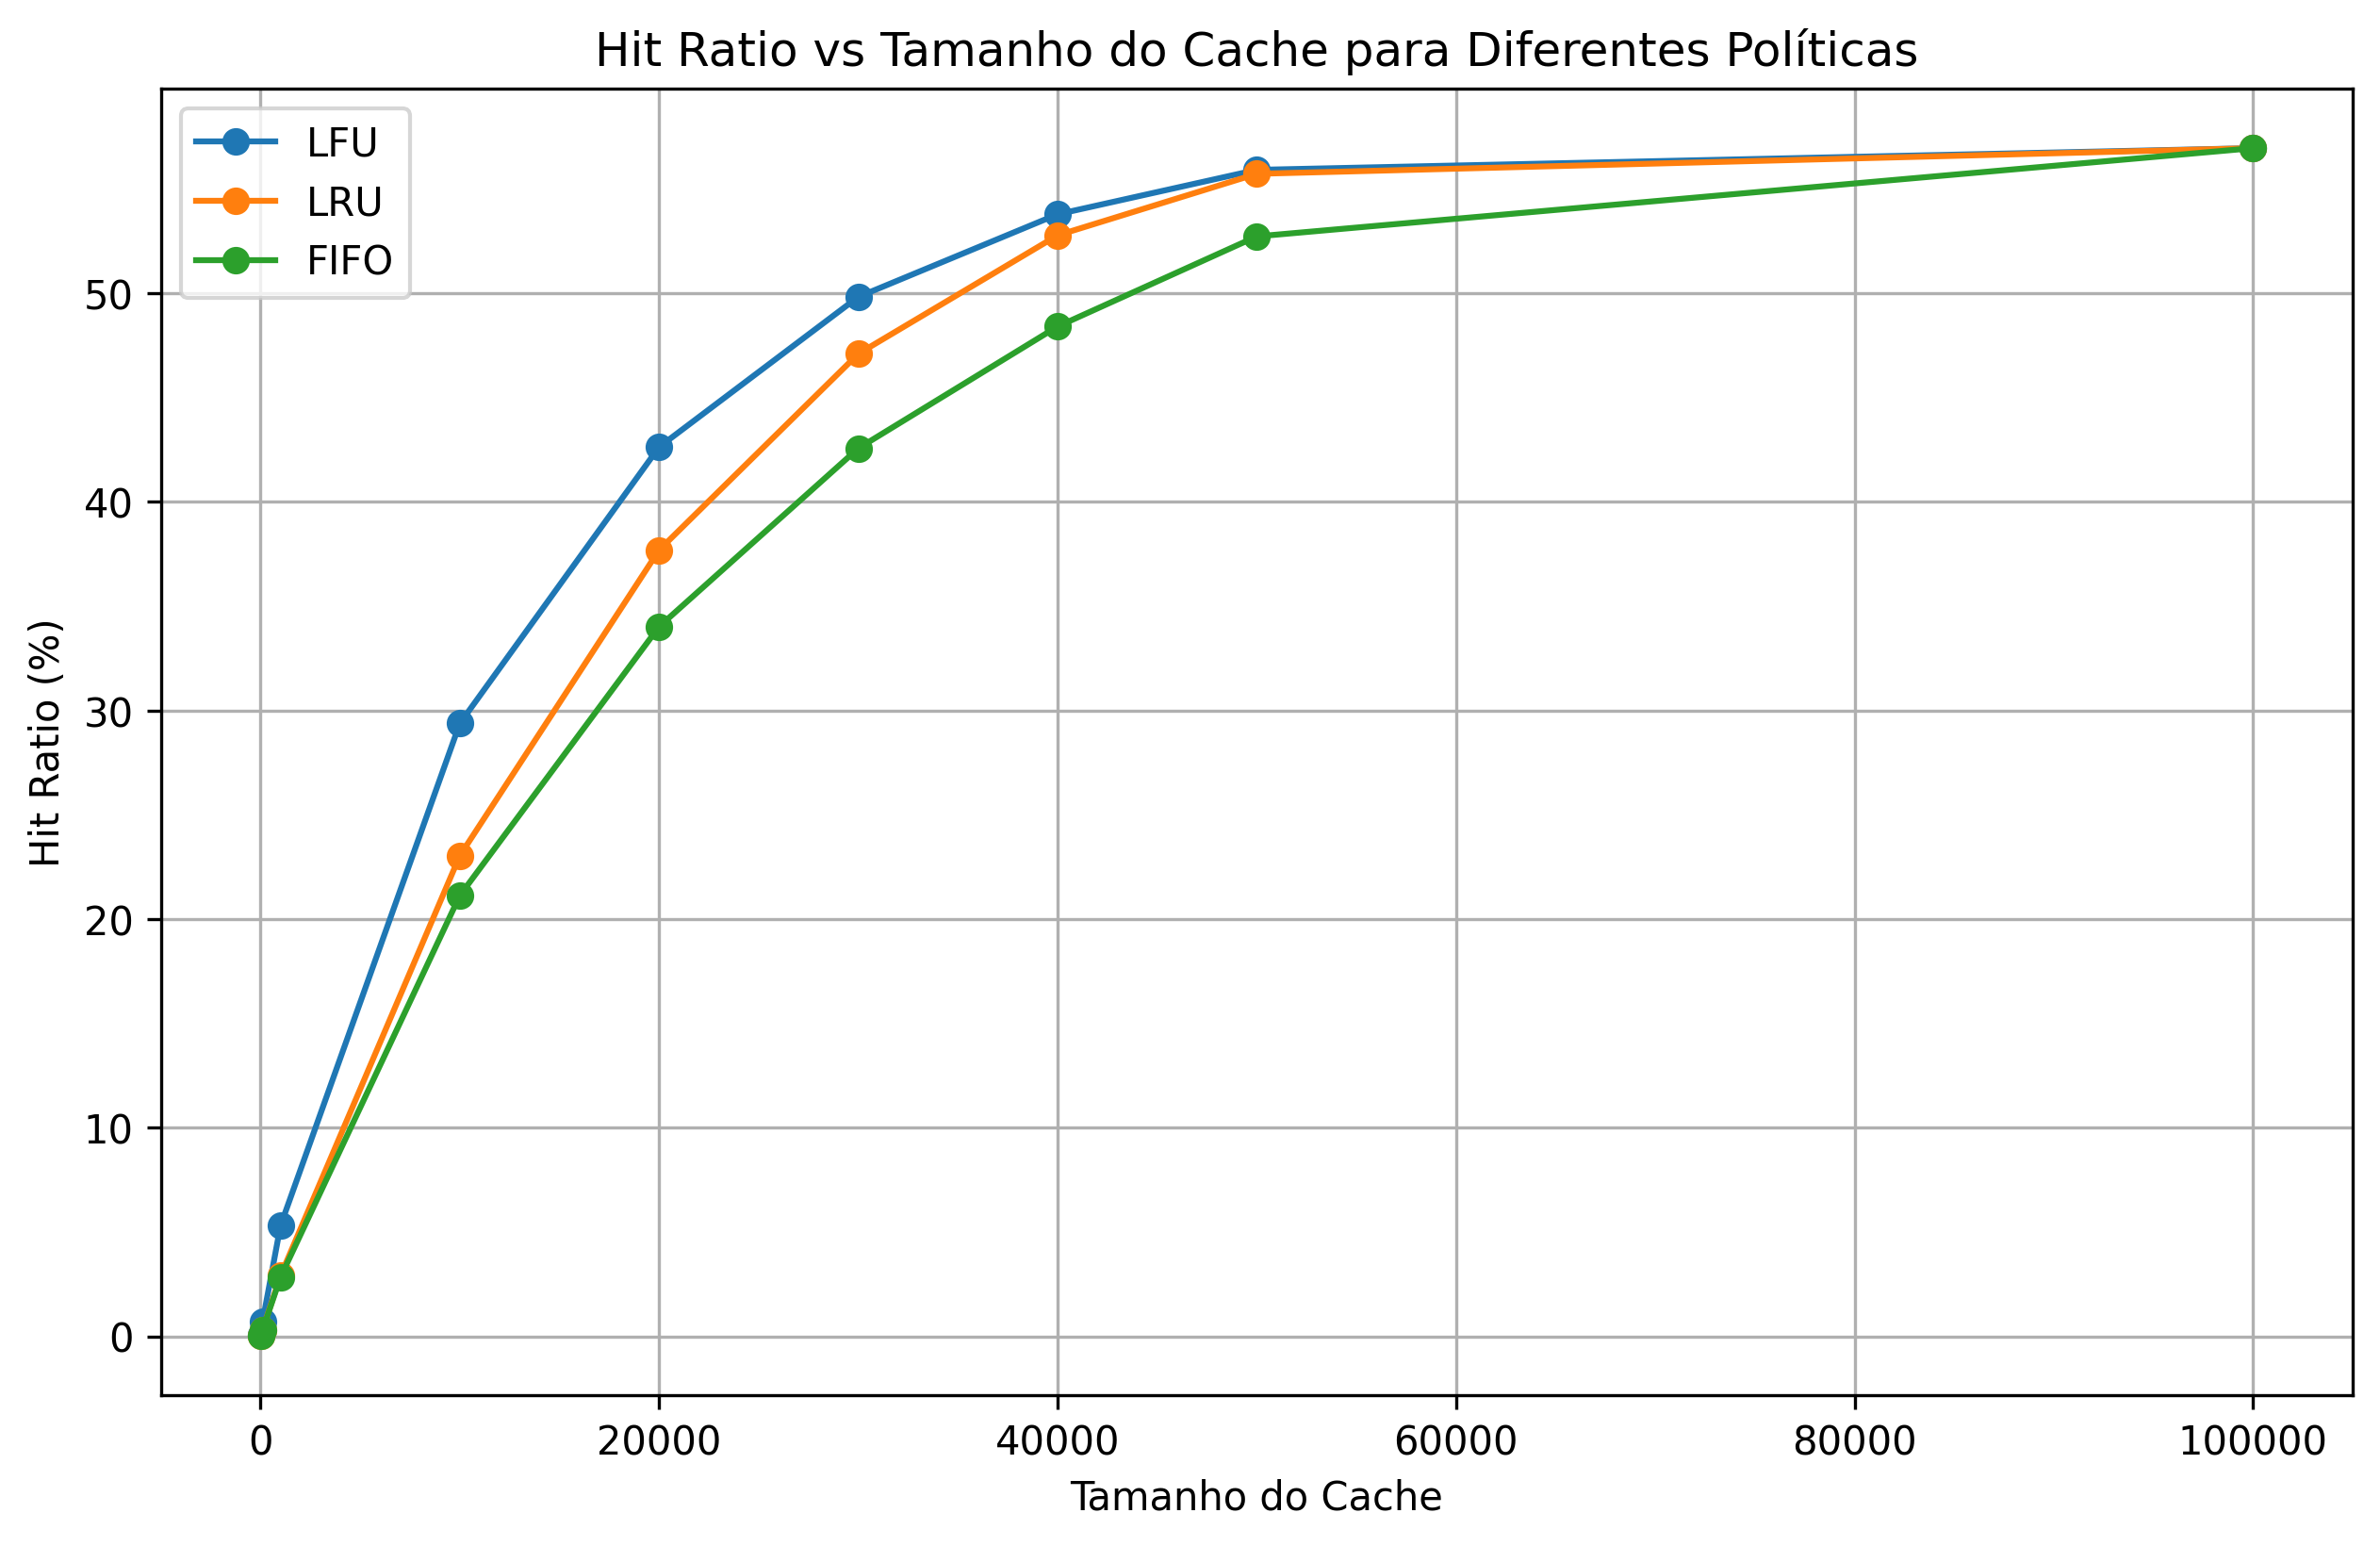 Hit Ratio vs Tamanho do Cache para Diferentes Políticas
LFU
LRU
FIFO
Hit Ratio (%)
50
40
30
20
10
0
0 20000 40000 60000 80000 100000
Tamanho do Cache